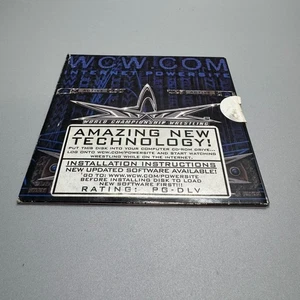 WCW.COM
INTERNET POWERSITE
WORLD CHAMPIONSHIP WRESTLING
AMAZING NEW
TECHNOLOGY!
PUT THIS DISK INTO YOUR COMPUTER CD-ROM DRIVE...
LOG ONTO WCW.COM/POWERSITE AND START WATCHING
WRESTLING WHILE ON THE INTERNET.
INSTALLATION INSTRUCTIONS
NEW UPDATED SOFTWARE AVAILABLE!
GO TO: WWW.WCW.COM/POWERSITE
BEFORE INSTALLING DISK TO LOAD
NEW SOFTWARE FIRST!!!
RATING: PG-DLV